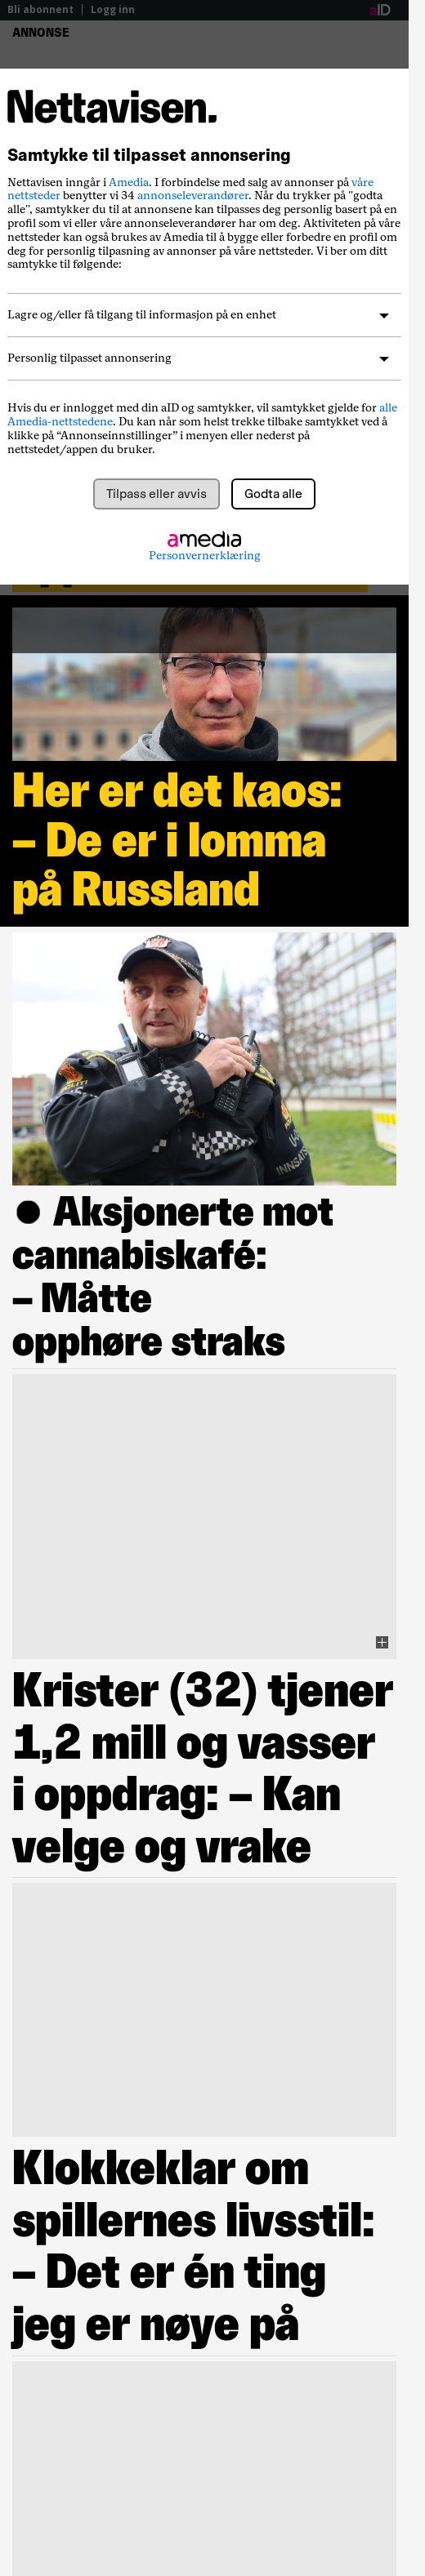 Bli abonnent | Logg inn aID
ANNONSE
Nettavisen.
Samtykke til tilpasset annonsering
Nettavisen inngår i Amedia. I forbindelse med salg av annonser på våre
nettsteder benytter vi 34 annonseleverandører. Når du trykker på "godta
alle", samtykker du til at annonsene kan tilpasses deg personlig basert på en
profil som vi eller våre annonseleverandører har om deg. Aktiviteten på våre
nettsteder kan også brukes av Amedia til å bygge eller forbedre en profil om
deg for personlig tilpasning av annonser på våre nettsteder. Vi ber om ditt
samtykke til følgende:
Lagre og/eller få tilgang til informasjon på en enhet
Personlig tilpasset annonsering
Hvis du er innlogget med din aID og samtykker, vil samtykket gjelde for alle
Amedia-nettstedene. Du kan når som helst trekke tilbake samtykket ved å
klikke på “Annonseinnstillinger” i menyen eller nederst på
nettstedet/appen du bruker.
Tilpass eller avvis Godta alle
amedia
Personvernerklæring
Her er det kaos:
– De er i lomma
på Russland
POLITI
Aksjonerte mot
cannabiskafé:
– Måtte
opphøre straks
Krister (32) tjener
1,2 mill og vasser
i oppdrag: – Kan
velge og vrake
Klokkeklar om
spillernes livsstil:
– Det er én ting
jeg er nøye på